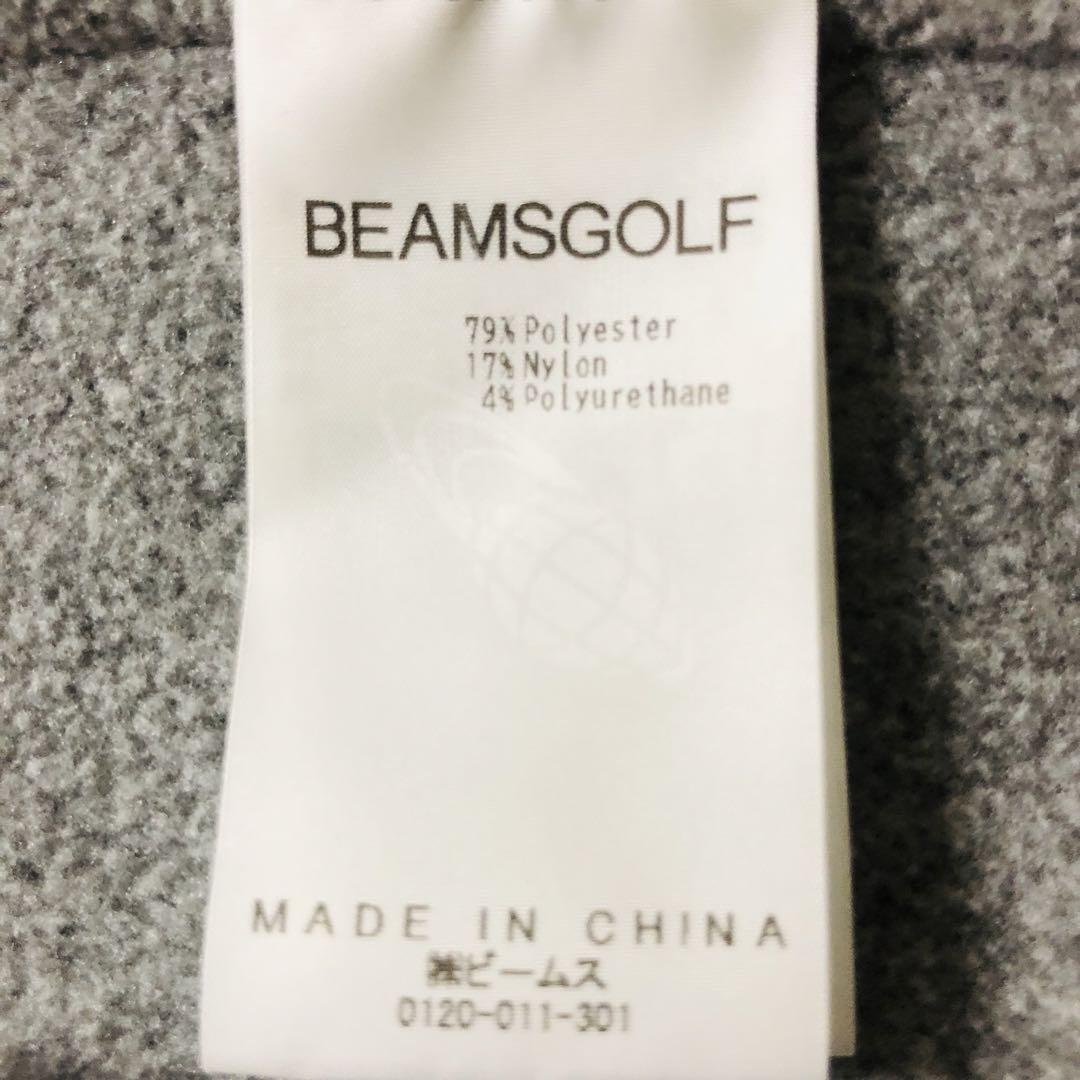 BEAMSGOLF
79% Polyester
17% Nylon
4% Polyurethane
MADE IN CHINA
㈱ビームス
0120-011-301